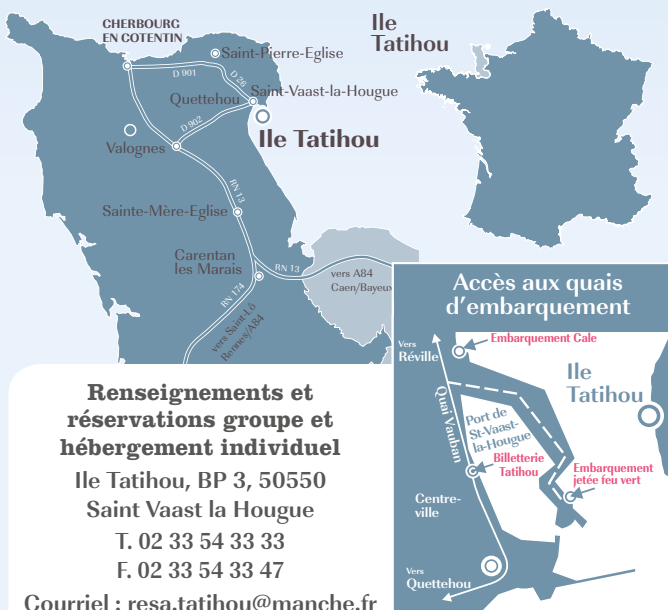 CHERBOURG
EN COTENTIN
Saint-Pierre-Eglise
D 901
D 26
Quettehou
Saint-Vaast-la-Hougue
Ile Tatihou
D 902
Valognes
RN 13
Sainte-Mère-Eglise
Carentan
les Marais
RN 13
vers A84
Caen/Bayeux
RN 174
vers Saint-Lô
Rennes/A84
Ile
Tatihou
Accès aux quais
d'embarquement
Vers
Réville
Embarquement Cale
Ile
Tatihou
Quai Vauban
Port de
St-Vaast-
la-Hougue
Billetterie
Tatihou
Embarquement
jetée feu vert
Centre-
ville
Vers
Quettehou
Renseignements et
réservations groupe et
hébergement individuel
Ile Tatihou, BP 3, 50550
Saint Vaast la Hougue
T. 02 33 54 33 33
F. 02 33 54 33 47
Courriel : resa.tatihou@manche.fr